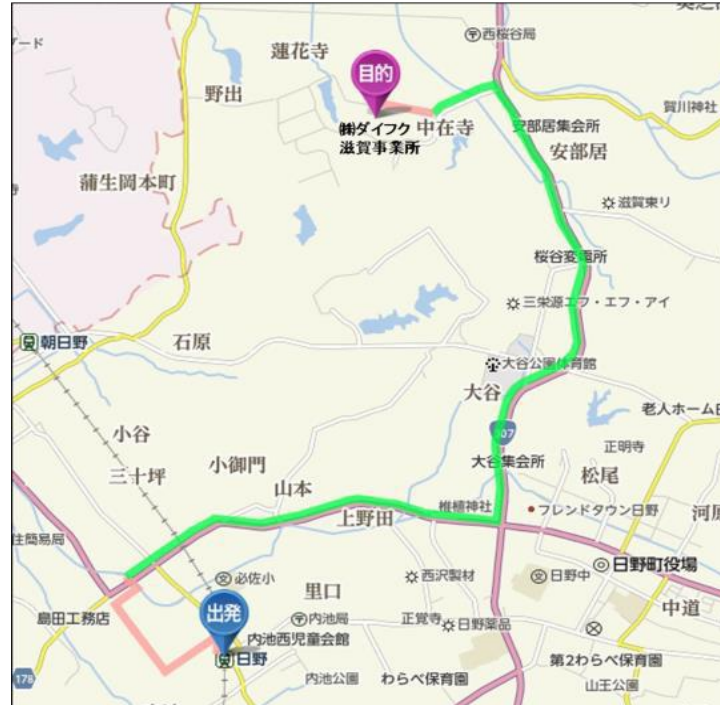 蓮花寺
西桜谷局
野出
目的
㈱ダイフク
滋賀事業所
中在寺
賀川神社
安部居集会所
安部居
蒲生岡本町
滋賀東リ
桜谷変電所
三栄源エフ・エフ・アイ
朝日野
石原
大谷公園体育館
大谷
老人ホーム日
307
小谷
小御門
大谷集会所
正明寺
三十坪
山本
松尾
上野田
椎植神社
フレンドタウン日野
河原
住簡易局
必佐小
西沢製材
日野中
日野町役場
出発
里口
島田工務店
内池局
正覚寺
日野薬品
中道
内池西児童会館
日野
第2わらべ保育園
178
内池公園
わらべ保育園
山王公園